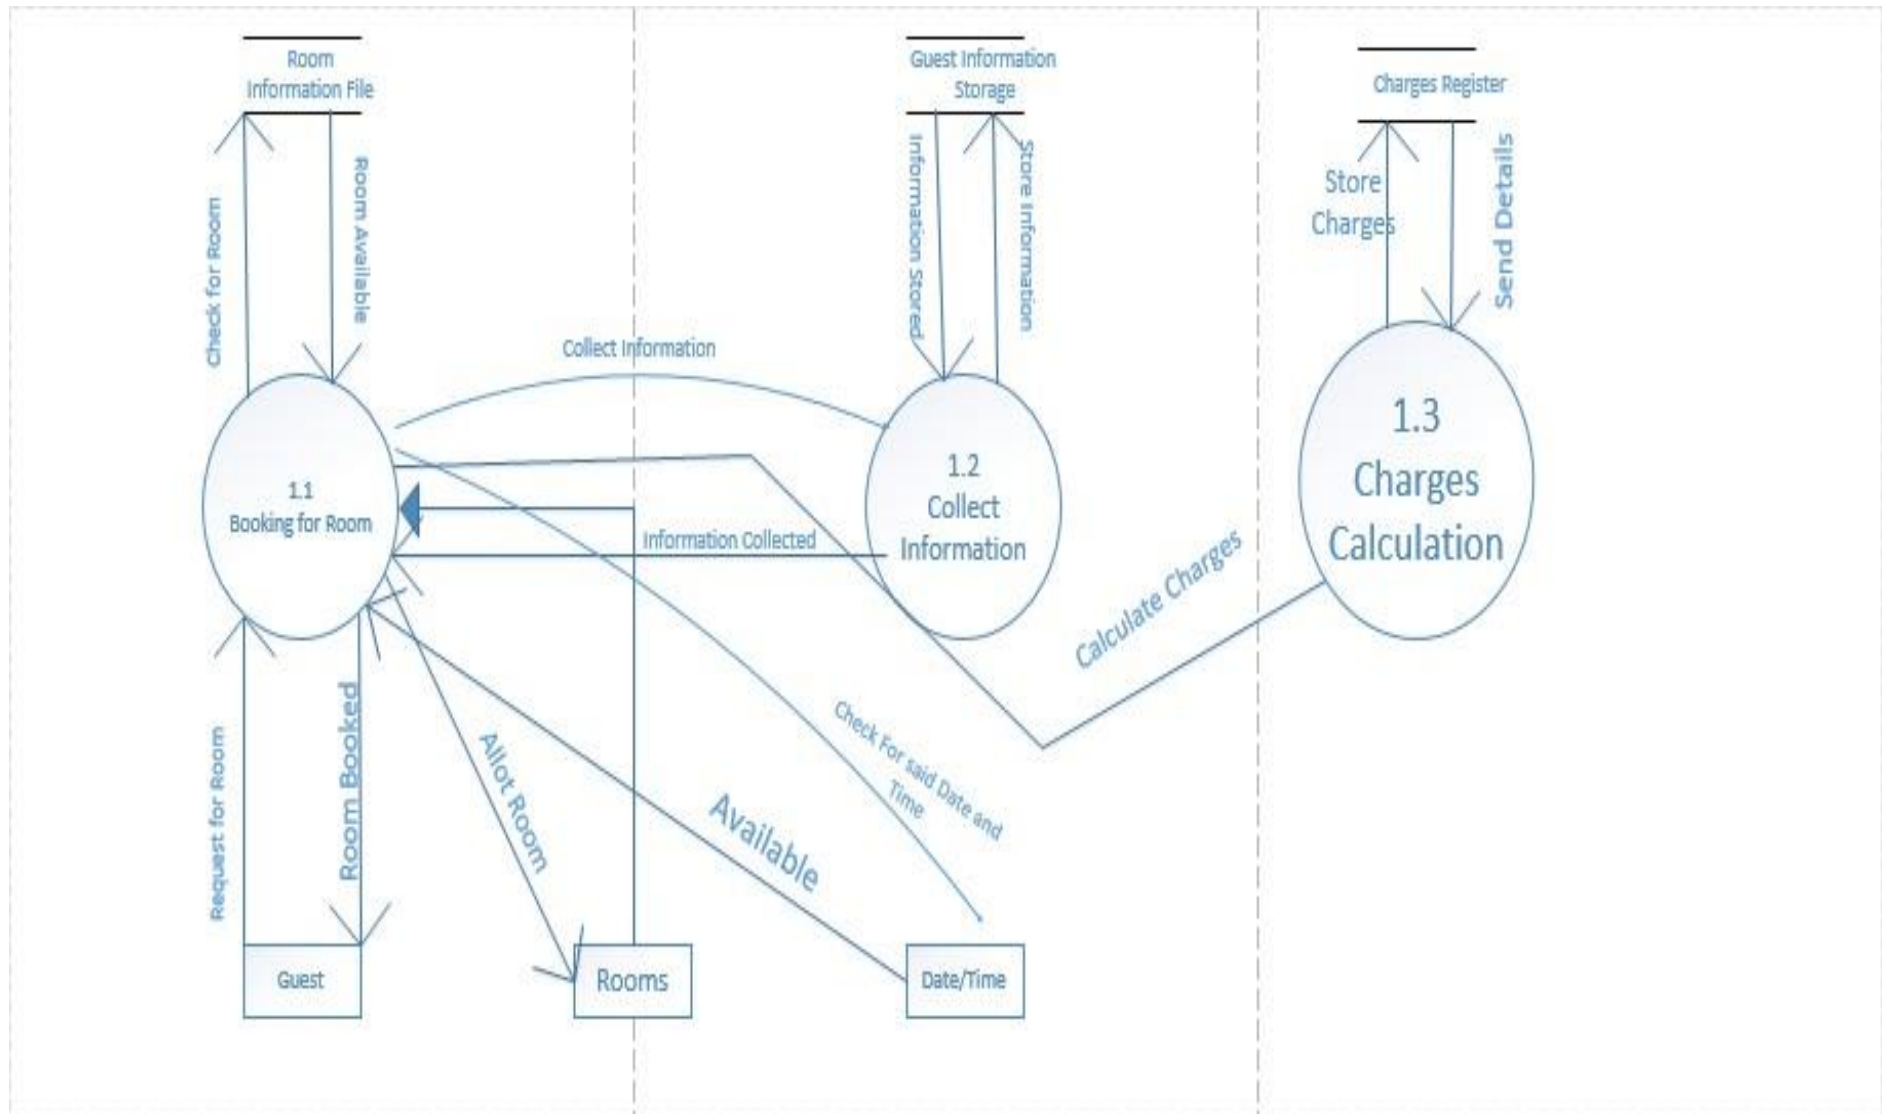 Room
Information File
Guest Information
Storage
Charges Register
Check for Room
Room Available
Information Stored
Store Information
Store
Charges
Send Details
Collect Information
1.1
Booking for Room
1.2
Collect
Information
1.3
Charges
Calculation
Information Collected
Calculate Charges
Request for Room
Room Booked
Allot Room
Available
Check For said Date and
Time
Guest
Rooms
Date/Time